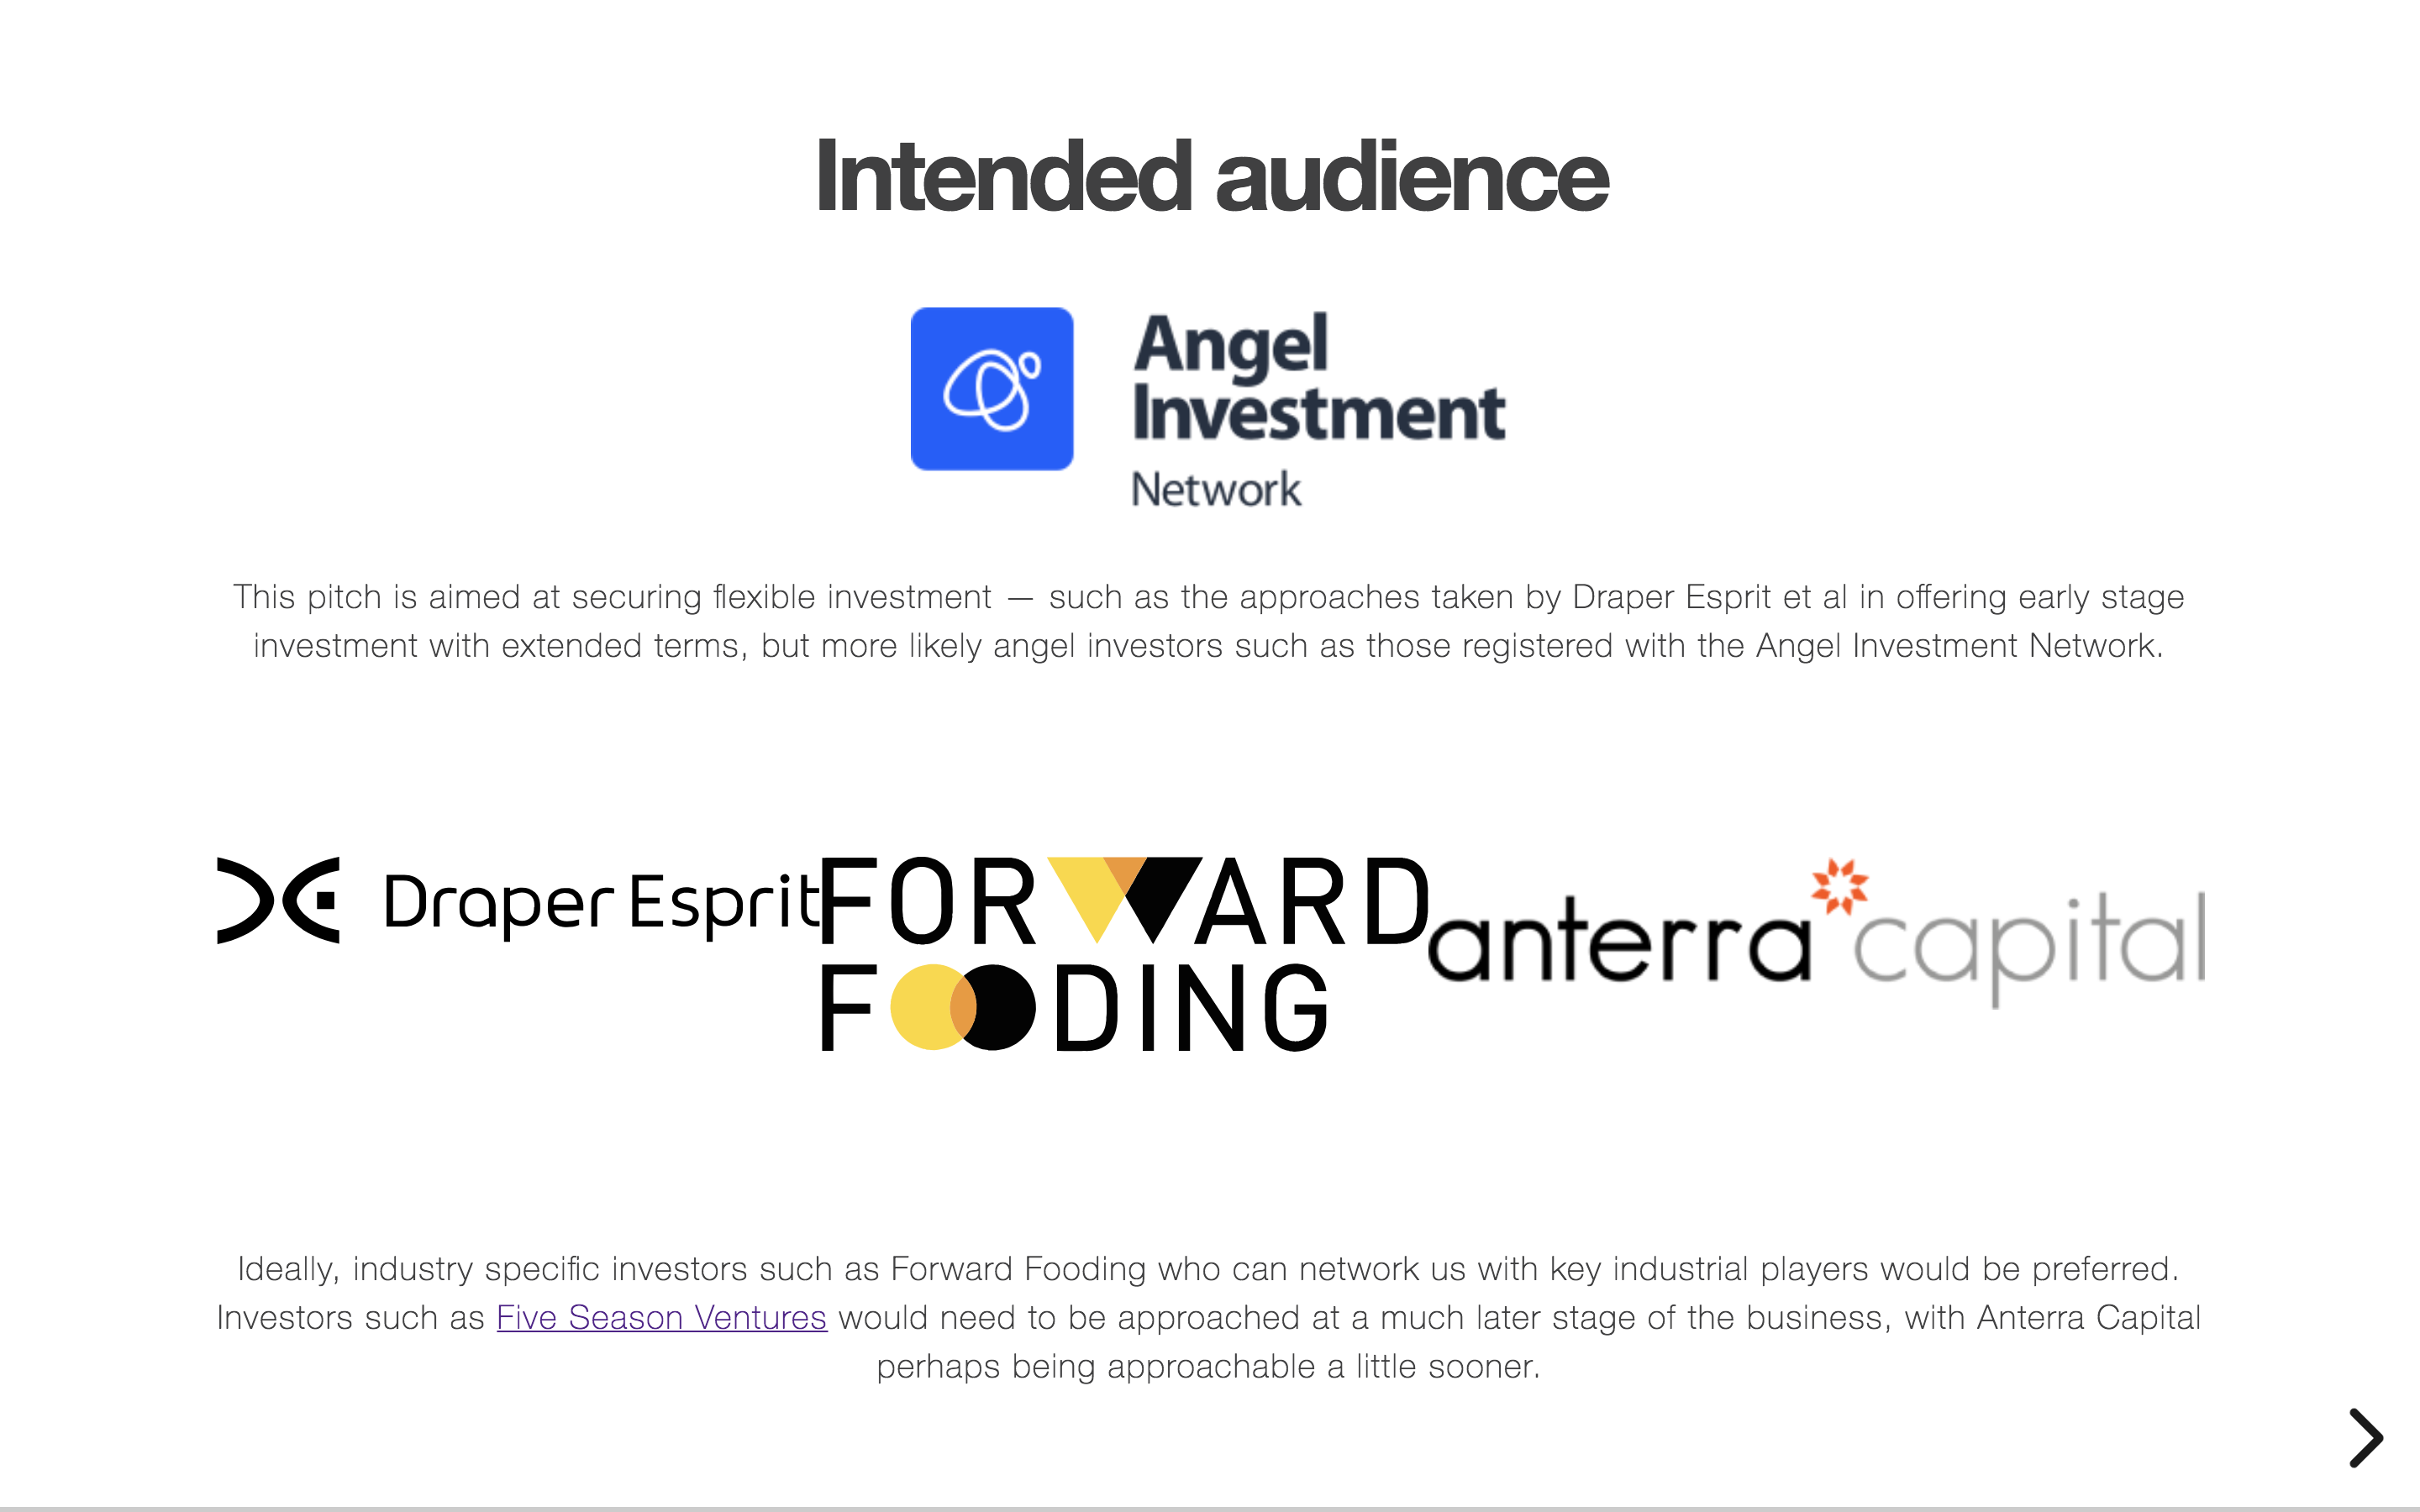 Intended audience
Angel
Investment
Network
This pitch is aimed at securing flexible investment — such as the approaches taken by Draper Esprit et al in offering early stage
investment with extended terms, but more likely angel investors such as those registered with the Angel Investment Network.
Draper Esprit
FORWARD
FOODING
anterra capital
Ideally, industry specific investors such as Forward Fooding who can network us with key industrial players would be preferred.
Investors such as Five Season Ventures would need to be approached at a much later stage of the business, with Anterra Capital
perhaps being approachable a little sooner.